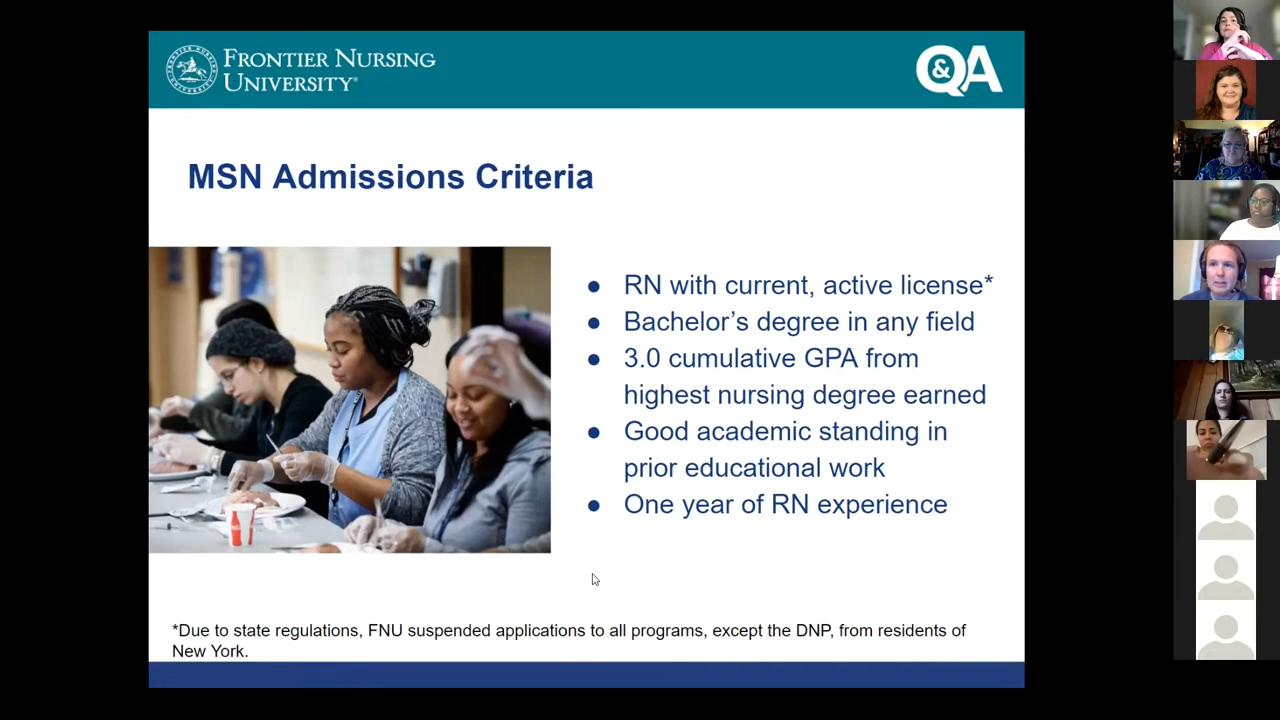 FRONTIER NURSING
UNIVERSITY®
Q&A
MSN Admissions Criteria
● RN with current, active license*
● Bachelor’s degree in any field
● 3.0 cumulative GPA from
highest nursing degree earned
● Good academic standing in
prior educational work
● One year of RN experience
*Due to state regulations, FNU suspended applications to all programs, except the DNP, from residents of
New York.